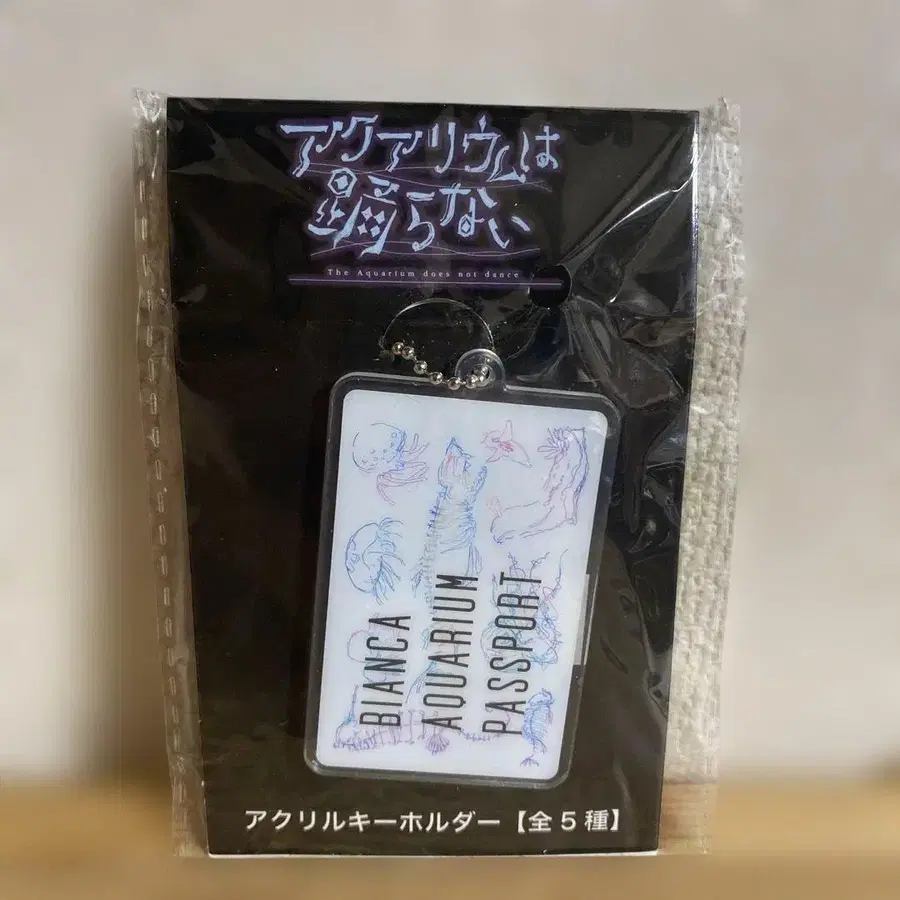 アクアリウムは
踊らない
The Aquarium does not dance
BIANCA
AQUARIUM
PASSPORT
アクリルキーホルダー【全5種】